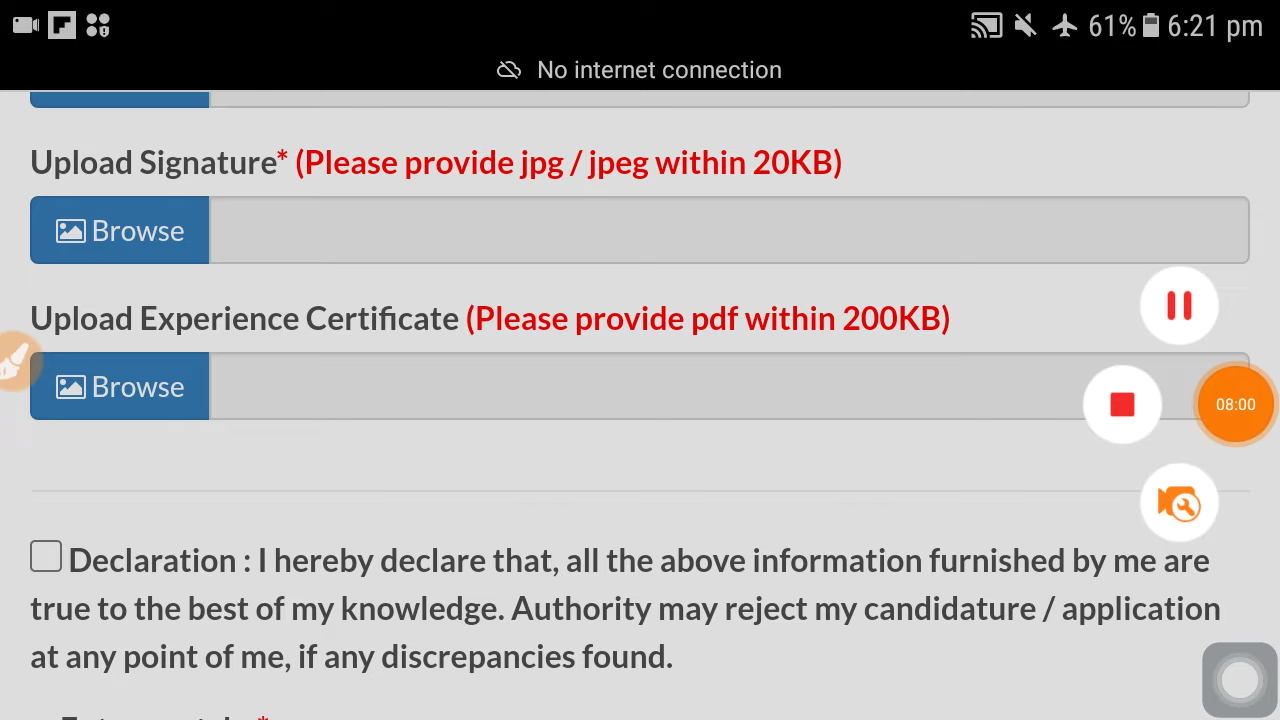 61% 6:21 pm
No internet connection
Upload Signature* (Please provide jpg / jpeg within 20KB)
Browse
Upload Experience Certificate (Please provide pdf within 200KB)
Browse
08:00
Declaration : I hereby declare that, all the above information furnished by me are
true to the best of my knowledge. Authority may reject my candidature / application
at any point of me, if any discrepancies found.